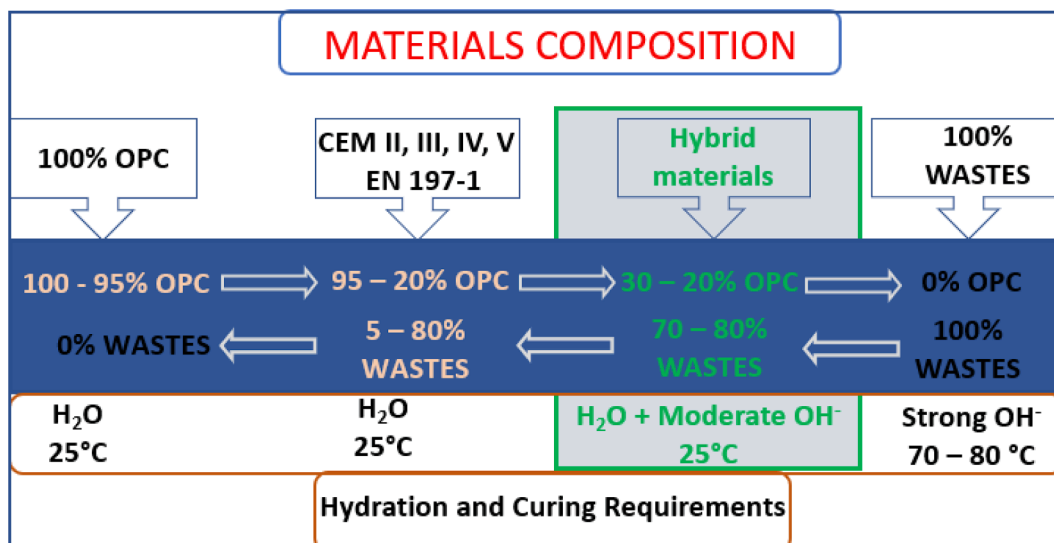 MATERIALS COMPOSITION
100% OPC
CEM II, III, IV, V
EN 197-1
Hybrid
materials
100%
WASTES
100 - 95% OPC
95 – 20% OPC
30 – 20% OPC
0% OPC
0% WASTES
5 – 80%
WASTES
70 – 80%
WASTES
100%
WASTES
H₂O
25°C
H₂O
25°C
H₂O + Moderate OH⁻
25°C
Strong OH⁻
70 – 80 °C
Hydration and Curing Requirements